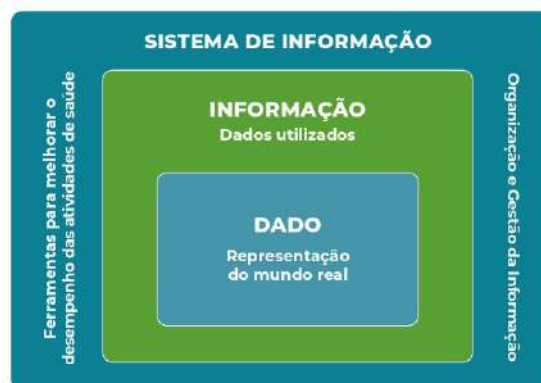 SISTEMA DE INFORMAÇÃO
Ferramentas para melhorar o
desempenho das atividades de saúde
INFORMAÇÃO
Dados utilizados
DADO
Representação
do mundo real
Organização e Gestão da Informação